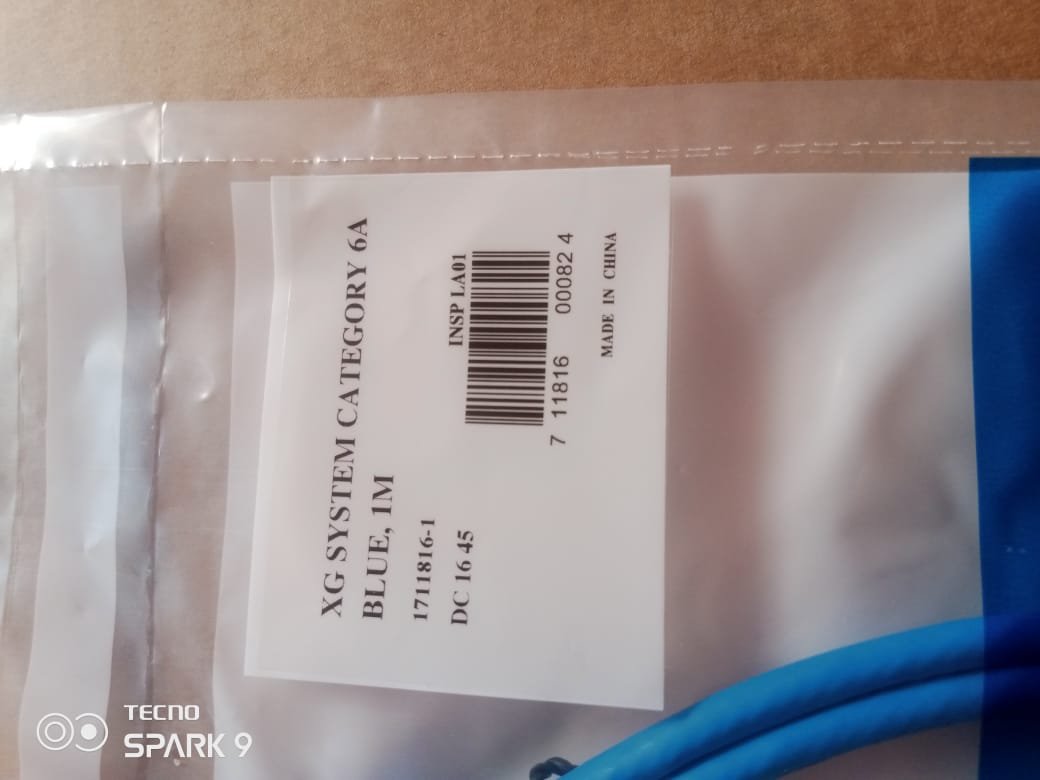 XG SYSTEM CATEGORY 6A
BLUE, 1M
1711816-1
DC 16 45
INSP LA01
7 11816 00082 4
MADE IN CHINA
TECNO
SPARK 9